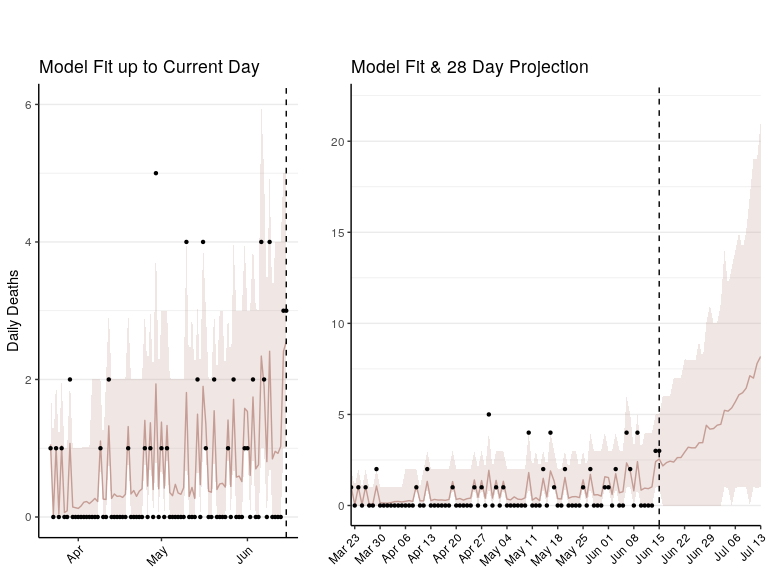 Model Fit up to Current Day
Daily Deaths
6
4
2
0
Apr
May
Jun
Model Fit & 28 Day Projection
20
15
10
5
0
Mar 23
Mar 30
Apr 06
Apr 13
Apr 20
Apr 27
May 04
May 11
May 18
May 25
Jun 01
Jun 08
Jun 15
Jun 22
Jun 29
Jul 06
Jul 13